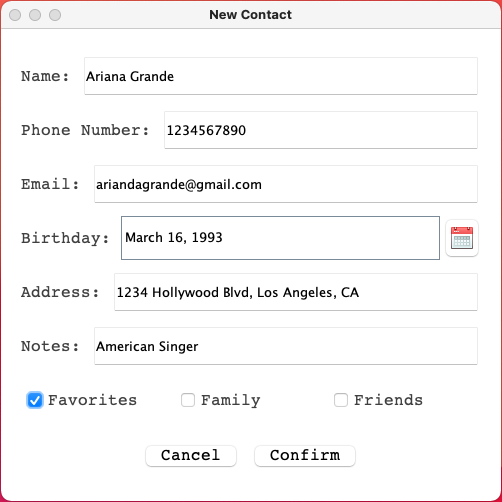 New Contact
Name: Ariana Grande
Phone Number: 1234567890
Email: ariandagrande@gmail.com
Birthday: March 16, 1993
Address: 1234 Hollywood Blvd, Los Angeles, CA
Notes: American Singer
Favorites Family Friends
Cancel Confirm